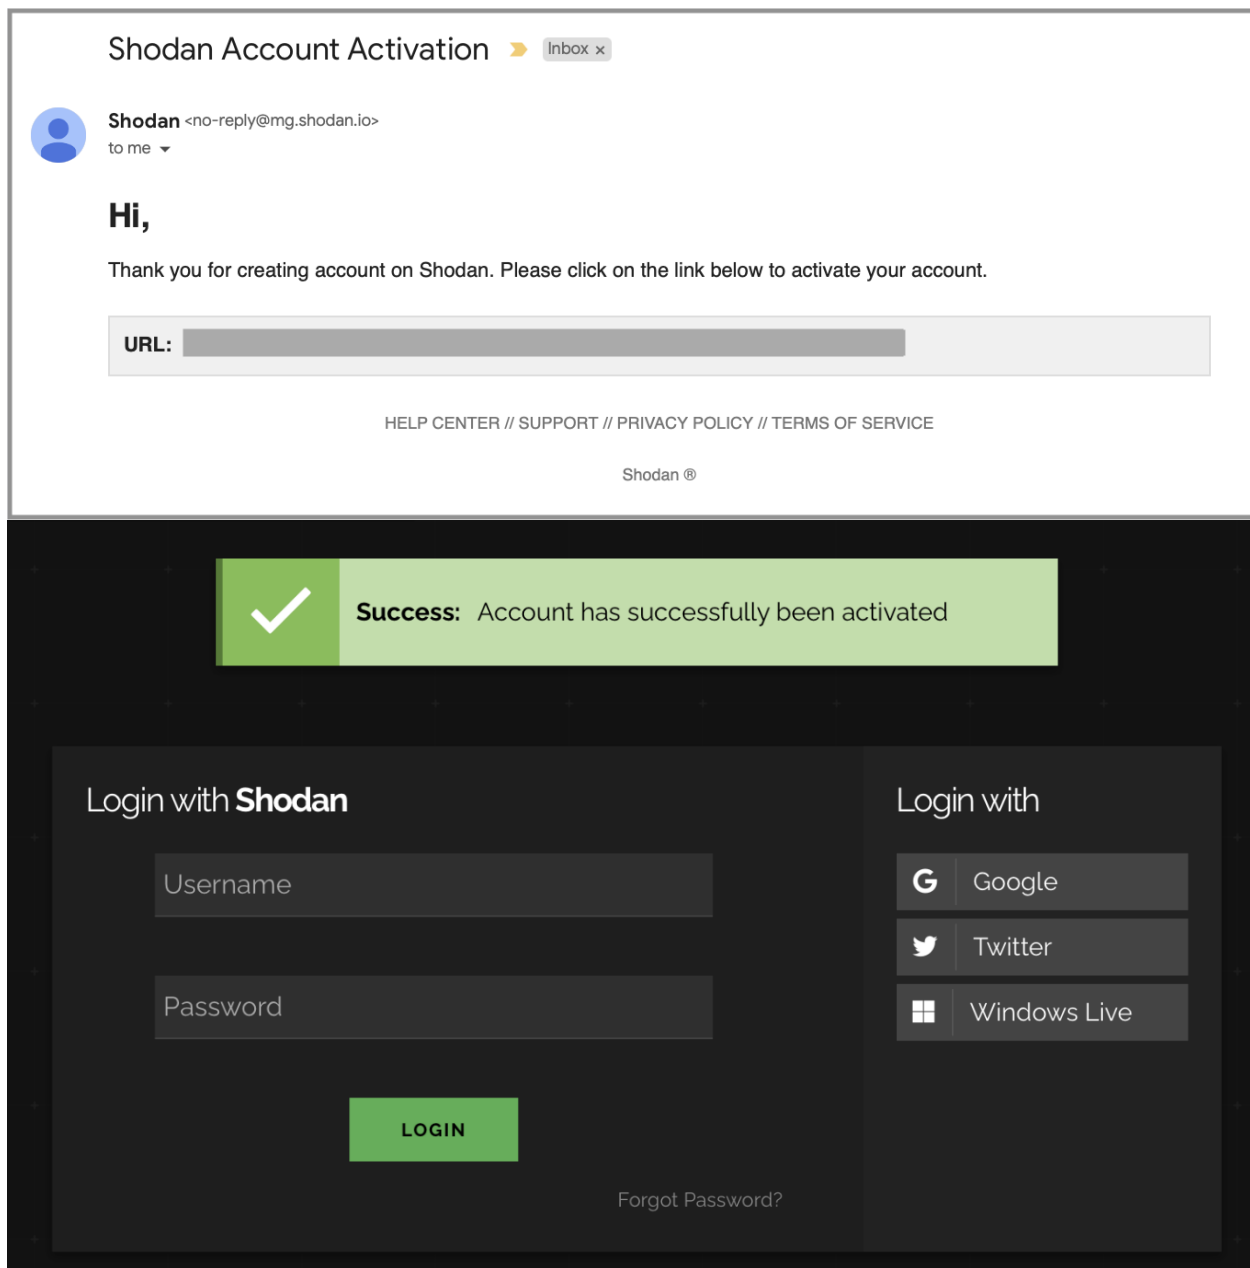 Shodan Account Activation Inbox x
Shodan <no-reply@mg.shodan.io>
to me
Hi,
Thank you for creating account on Shodan. Please click on the link below to activate your account.
URL:
HELP CENTER // SUPPORT // PRIVACY POLICY // TERMS OF SERVICE
Shodan ®
Success: Account has successfully been activated
Login with Shodan
Username
Password
LOGIN
Forgot Password?
Login with
Google
Twitter
Windows Live